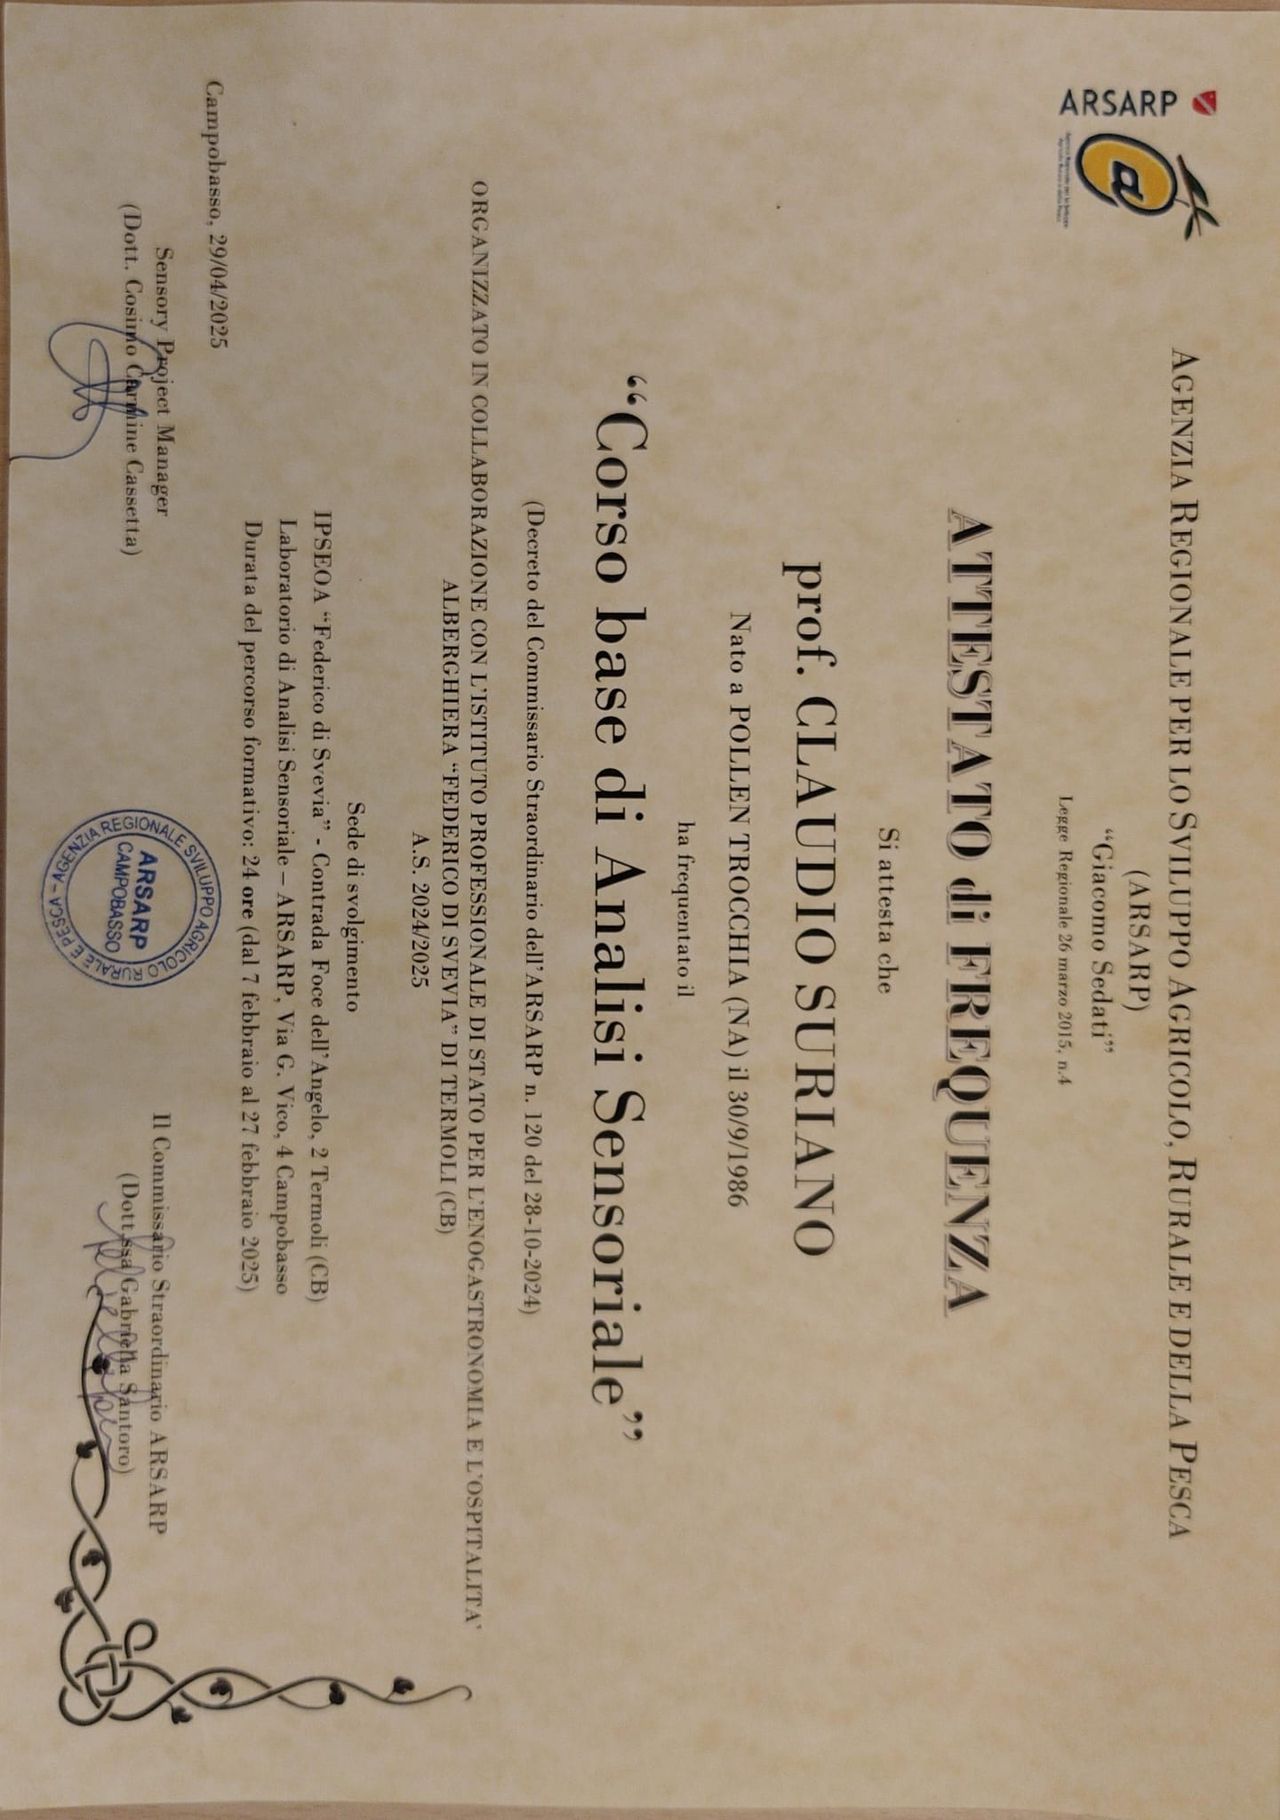 ARSARP
AGENZIA REGIONALE PER LO SVILUPPO AGRICOLO, RURALE E DELLA PESCA
(ARSARP)
“Giacomo Sedati”
Legge Regionale 26 marzo 2015, n.4
ATTESTATO di FREQUENZA
Si attesta che
prof. CLAUDIO SURIANO
Nato a POLLEN TROCCHIA (NA) il 30/9/1986
ha frequentato il
“Corso base di Analisi Sensoriale”
(Decreto del Commissario Straordinario dell’ARSARP n. 120 del 28-10-2024)
ORGANIZZATO IN COLLABORAZIONE CON L’ISTITUTO PROFESSIONALE DI STATO PER L’ENOGASTRONOMIA E L’OSPITALITA’
ALBERGHIERA “FEDERICO DI SVEVIA” DI TERMOLI (CB)
A.S. 2024/2025
Sede di svolgimento
IPSEOA “Federico di Svevia” - Contrada Foce dell’Angelo, 2 Termoli (CB)
Laboratorio di Analisi Sensoriale – ARSARP, Via G. Vico, 4 Campobasso
Durata del percorso formativo: 24 ore (dal 7 febbraio al 27 febbraio 2025)
Campobasso, 29/04/2025
Sensory Project Manager
(Dott. Cosimo Carmine Cassetta)
AGENZIA REGIONALE SVILUPPO AGRICOLO RURALE E PESCA
ARSARP
CAMPOBASSO
Il Commissario Straordinario ARSARP
(Dott.ssa Gabriella Santoro)